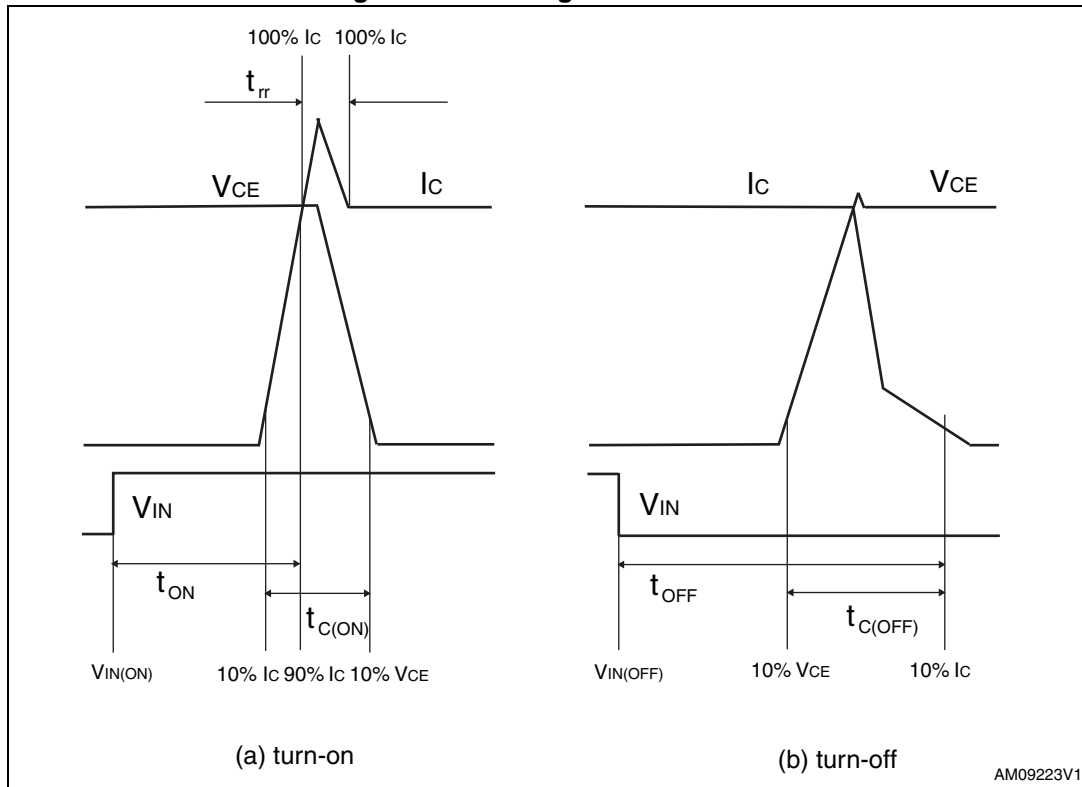 100% IC 100% IC
trr
VCE IC
IC VCE
VIN
VIN
tON
tOFF
tC(ON)
tC(OFF)
VIN(ON) 10% IC 90% IC 10% VCE
VIN(OFF) 10% VCE 10% IC
(a) turn-on
(b) turn-off
AM09223V1